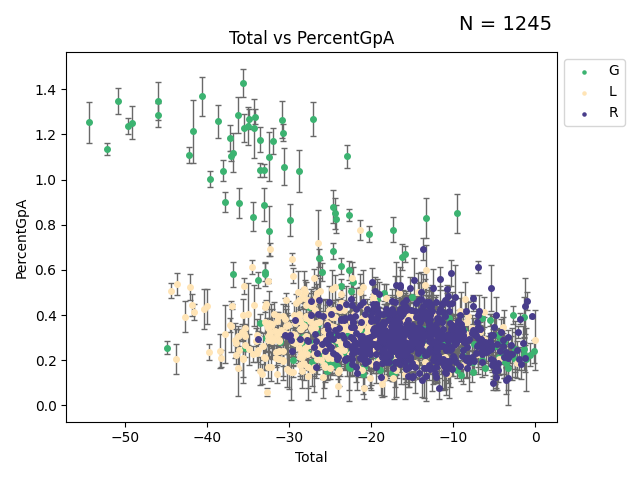 N = 1245
Total vs PercentGpA
G
L
R
PercentGpA
1.4
1.2
1.0
0.8
0.6
0.4
0.2
0.0
−50 −40 −30 −20 −10 0
Total